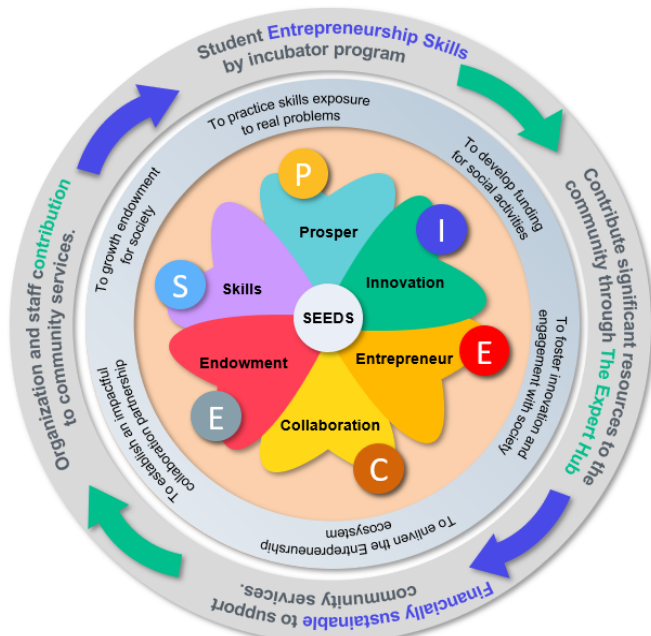 Student Entrepreneurship Skills
by incubator program
Contribute significant resources to the
community through The Expert Hub
Financially sustainable to support
community services.
Organization and staff contribution
to community services.
To practice skills exposure
to real problems
To develop funding
for social activities
To foster innovation and
engagement with society
To enliven the Entrepreneurship
ecosystem
To establish an impactful
collaboration partnership
To growth endowment
for society
P
Prosper
I
Innovation
E
Entrepreneur
C
Collaboration
E
Endowment
S
Skills
SEEDS